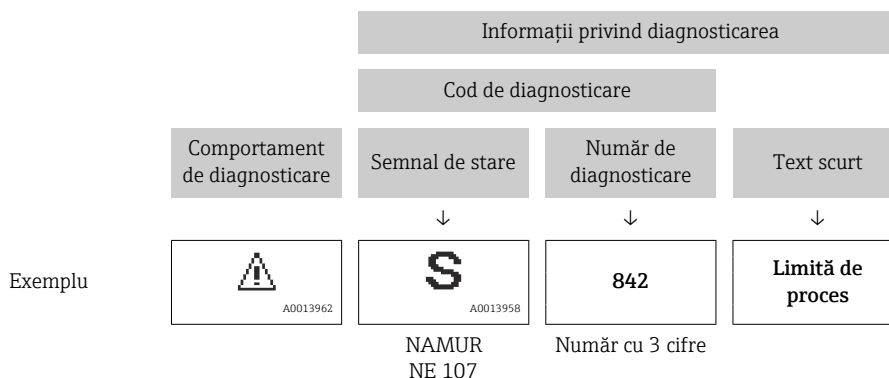 Informații privind diagnosticarea
Cod de diagnosticare
Comportament
de diagnosticare
Semnal de stare
Număr de
diagnosticare
Text scurt
↓
↓
↓
Exemplu
A0013962
S
A0013958
842
Limită de
proces
NAMUR
NE 107
Număr cu 3 cifre